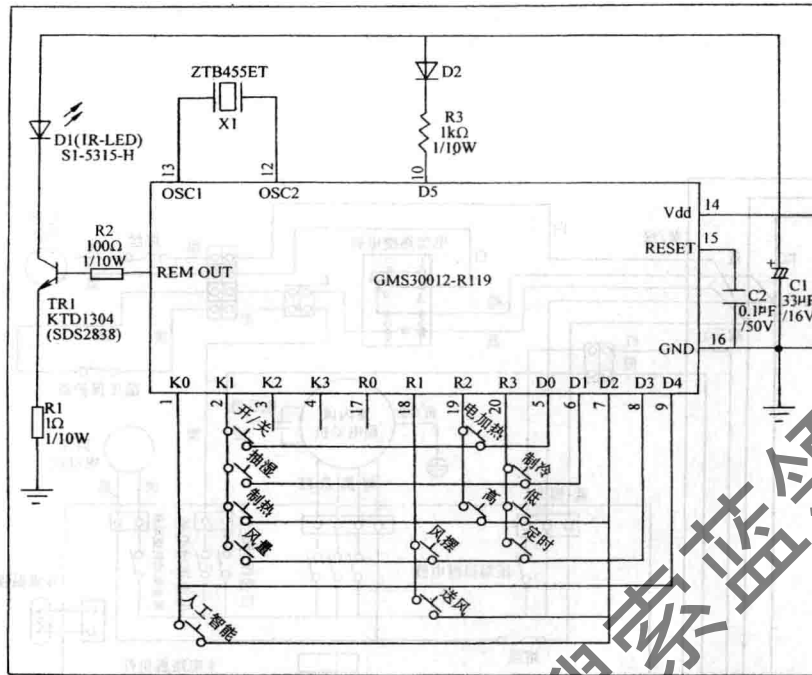 ZTB455ET
X1
D2
R3
1kΩ
1/10W
D1(IR-LED)
S1-5315-H
13
12
10
OSC1
OSC2
D5
Vdd
14
R2
100Ω
1/10W
RESET
15
REM OUT
GMS30012-R119
C1
33μF
/16V
C2
0.1μF
/50V
TR1
KTD1304
(SDS2838)
GND
16
K0
K1
K2
K3
R0
R1
R2
R3
D0
D1
D2
D3
D4
1
2
3
4
17
18
19
20
5
6
7
8
9
R1
1Ω
1/10W
开/关
电加热
抽湿
制冷
制热
高
低
风量
风摆
定时
送风
人工智能
搜索蓝领